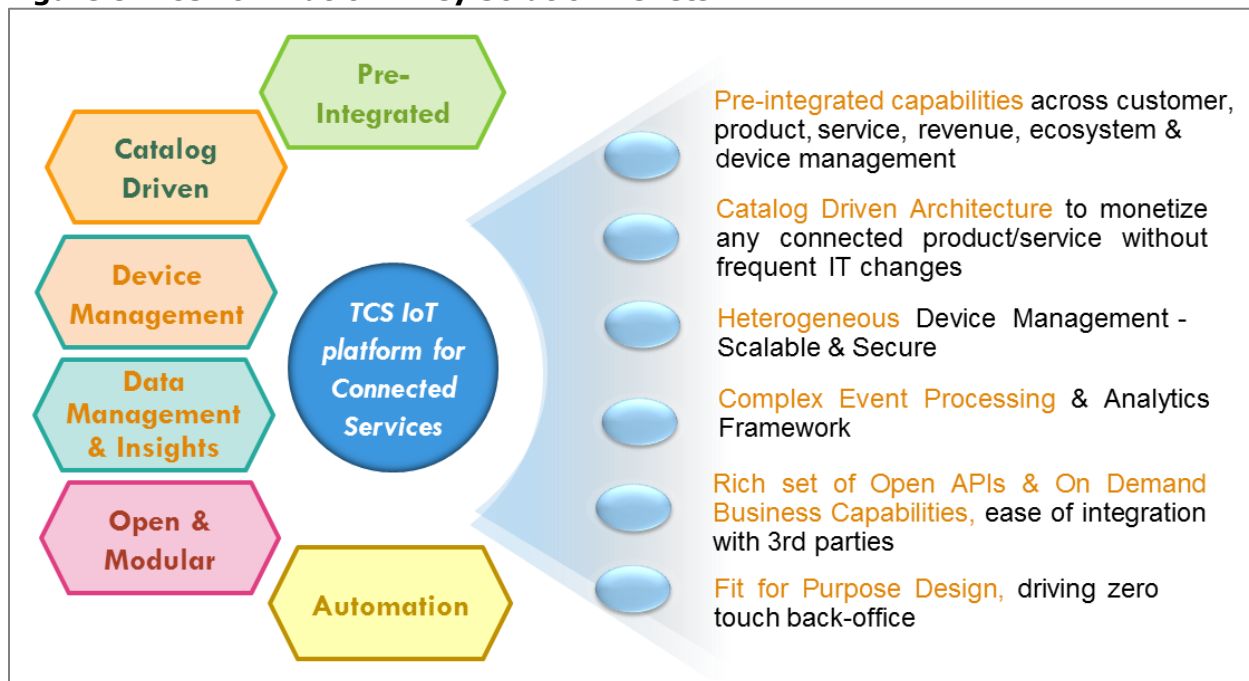 Pre-
Integrated
Catalog
Driven
Device
Management
Data
Management
& Insights
Open &
Modular
Automation
TCS IoT
platform for
Connected
Services
Pre-integrated capabilities across customer,
product, service, revenue, ecosystem &
device management
Catalog Driven Architecture to monetize
any connected product/service without
frequent IT changes
Heterogeneous Device Management -
Scalable & Secure
Complex Event Processing & Analytics
Framework
Rich set of Open APIs & On Demand
Business Capabilities, ease of integration
with 3rd parties
Fit for Purpose Design, driving zero
touch back-office